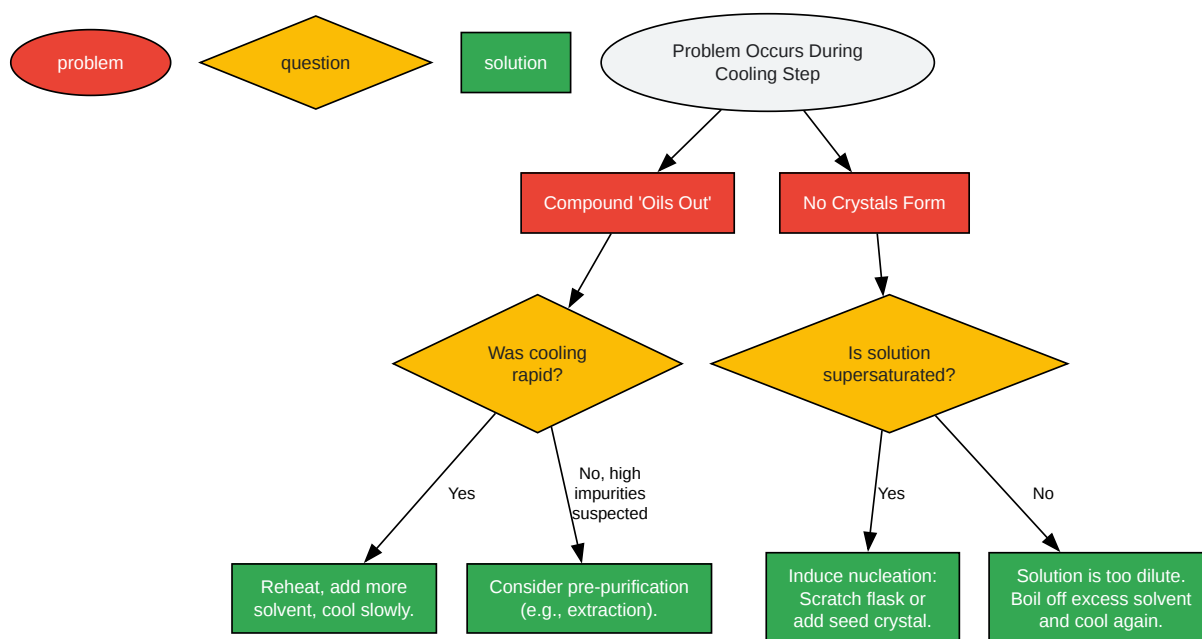 problem
question
solution
Problem Occurs During
Cooling Step
Compound 'Oils Out'
No Crystals Form
Was cooling
rapid?
Is solution
supersaturated?
Yes
No, high
impurities
suspected
Yes
No
Reheat, add more
solvent, cool slowly.
Consider pre-purification
(e.g., extraction).
Induce nucleation:
Scratch flask or
add seed crystal.
Solution is too dilute.
Boil off excess solvent
and cool again.